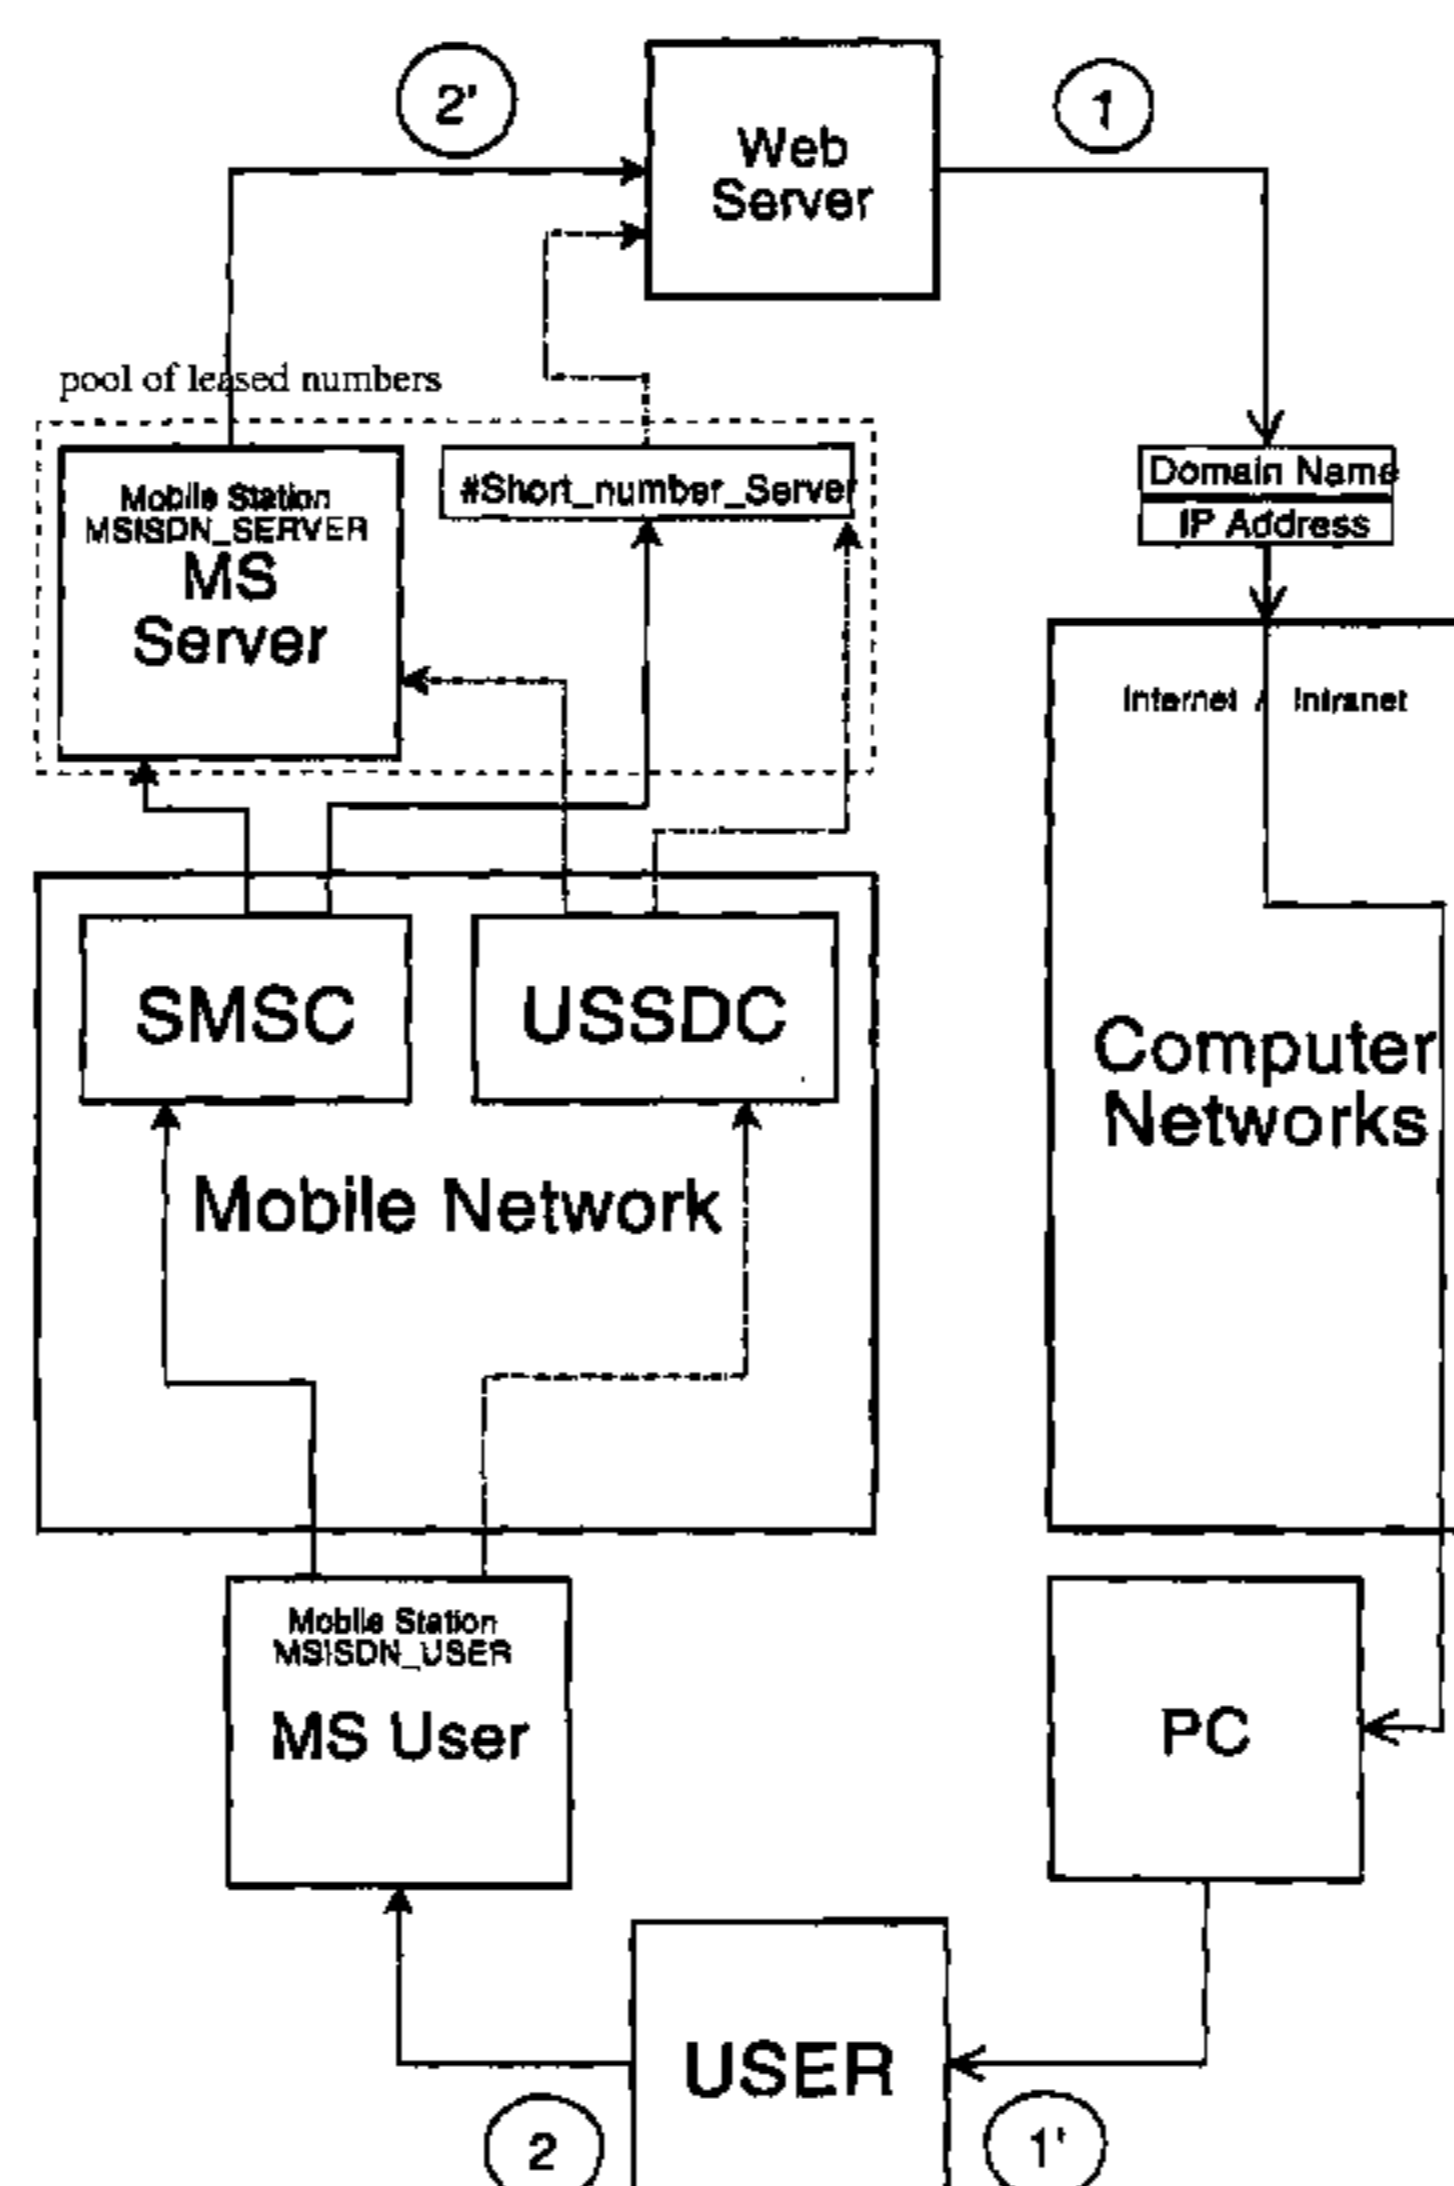 2'
Web
Server
1
pool of leased numbers
Mobile Station
MSISDN_SERVER
MS
Server
#Short_number_Server
Domain Name
IP Address
Internet / Intranet
SMSC
USSDC
Mobile Network
Computer
Networks
Mobile Station
MSISDN_USER
MS User
PC
USER
2
1'